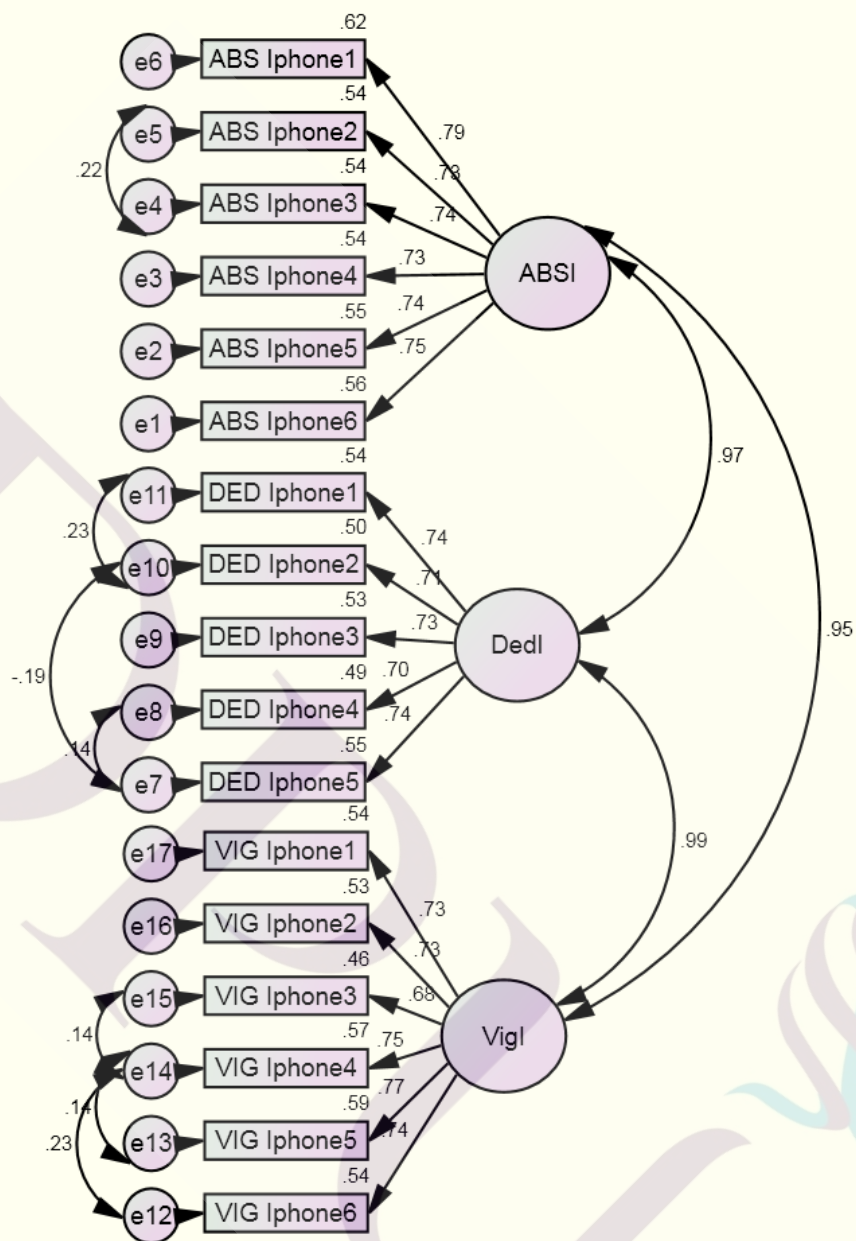 .62
e6 ABS Iphone1
.54
.79
e5 ABS Iphone2
.22
.54
.73
e4 ABS Iphone3
.74
.54
e3 ABS Iphone4
.73
ABSI
.55
.74
e2 ABS Iphone5
.75
.56
e1 ABS Iphone6
.97
.54
e11 DED Iphone1
.23
.50
.74
e10 DED Iphone2
.71
.53
e9 DED Iphone3
.73
DedI
.95
-.19
.49 .70
e8 DED Iphone4
.74
.14
.55
e7 DED Iphone5
.54
.99
e17 VIG Iphone1
.53
.73
e16 VIG Iphone2
.73
.46
e15 VIG Iphone3
.68
.14
.57 .75
VigI
e14 VIG Iphone4
.77
.14
.59
.23
e13 VIG Iphone5
.74
.54
e12 VIG Iphone6